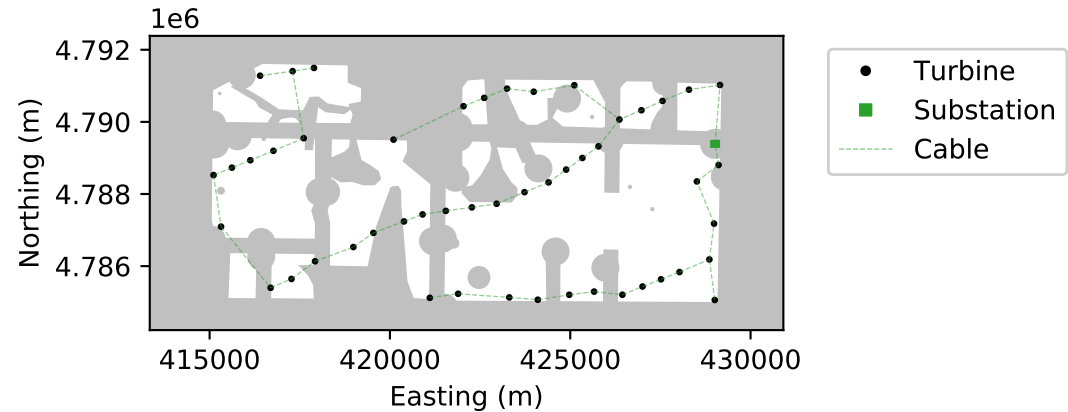 1e6
4.792
4.790
4.788
4.786
Northing (m)
415000 420000 425000 430000
Easting (m)
Turbine
Substation
Cable